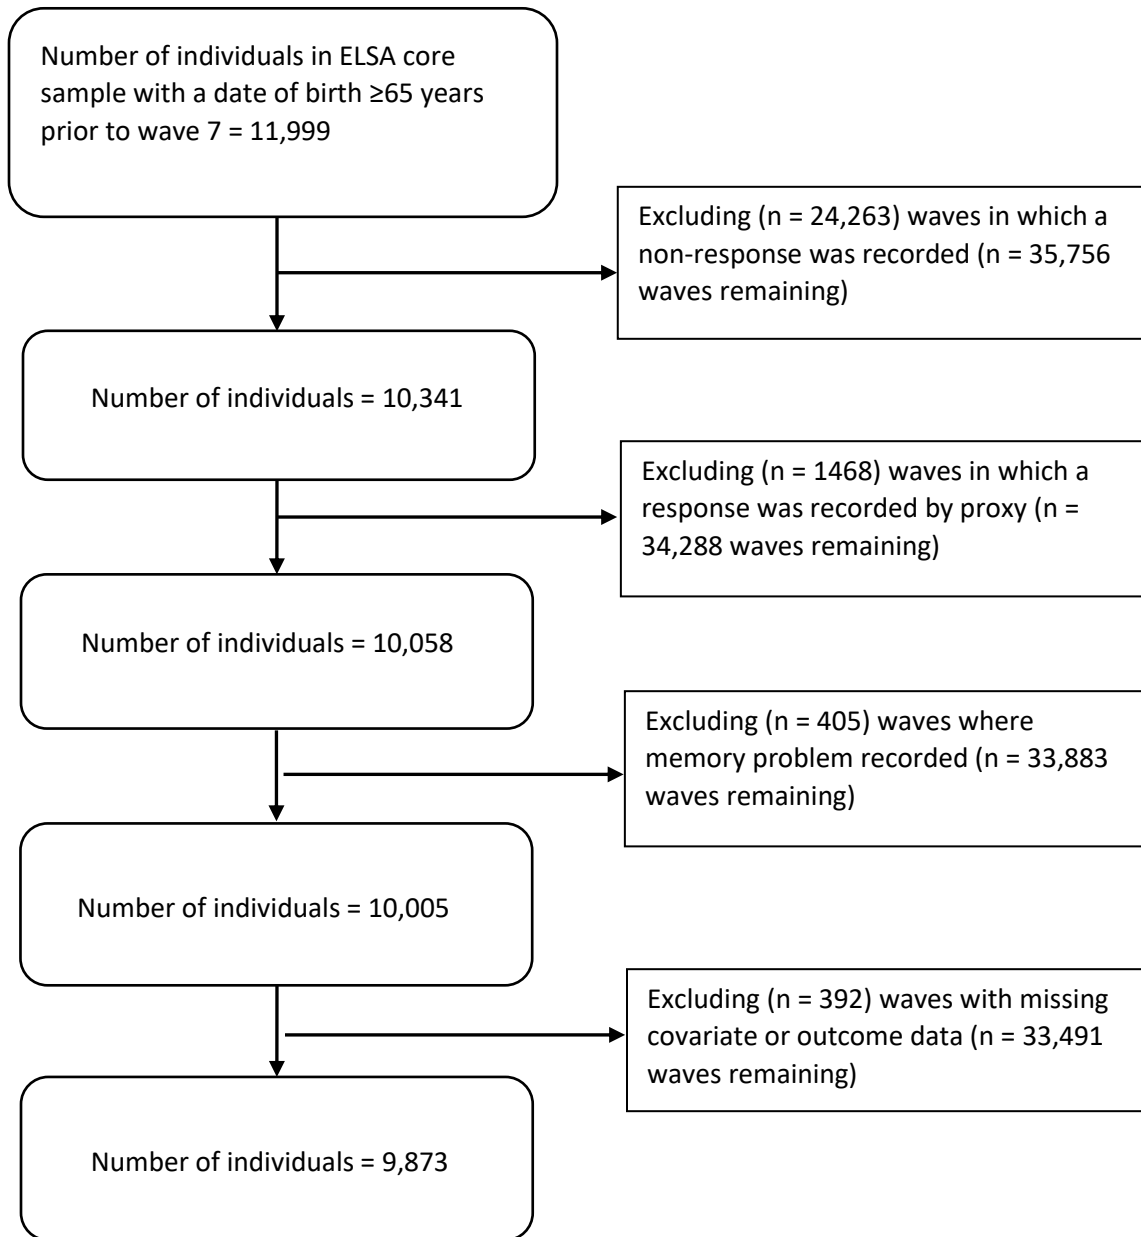 Number of individuals in ELSA core
sample with a date of birth ≥65 years
prior to wave 7 = 11,999
Excluding (n = 24,263) waves in which a
non-response was recorded (n = 35,756
waves remaining)
Number of individuals = 10,341
Excluding (n = 1468) waves in which a
response was recorded by proxy (n =
34,288 waves remaining)
Number of individuals = 10,058
Excluding (n = 405) waves where
memory problem recorded (n = 33,883
waves remaining)
Number of individuals = 10,005
Excluding (n = 392) waves with missing
covariate or outcome data (n = 33,491
waves remaining)
Number of individuals = 9,873